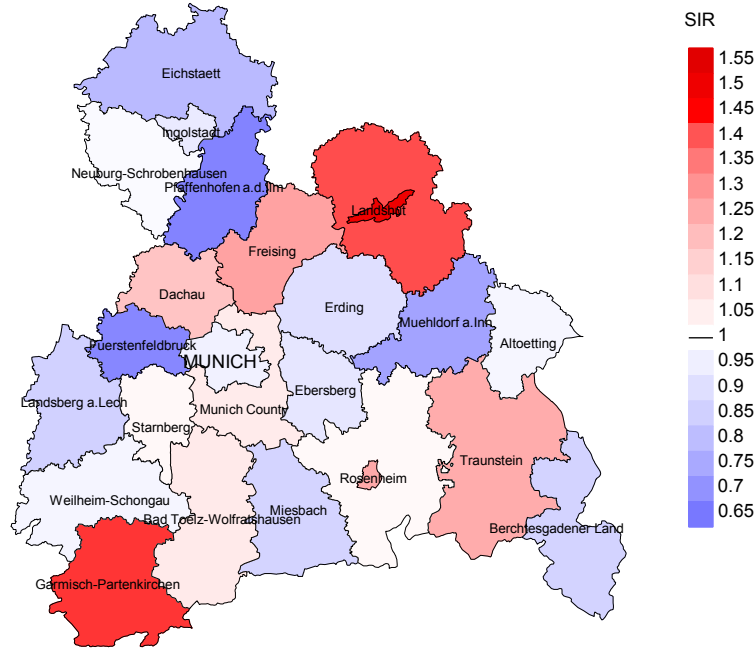 SIR
1.55
1.5
1.45
1.4
1.35
1.3
1.25
1.2
1.15
1.1
1.05
1
0.95
0.9
0.85
0.8
0.75
0.7
0.65
Eichstaett
Ingolstadt
Neuburg-Schrobenhausen
Pfaffenhofen a.d.Ilm
Landshut
Freising
Dachau
Erding
Muehldorf a.Inn
Fuerstenfeldbruck
MUNICH
Altoetting
Ebersberg
Landsberg a.Lech
Munich County
Starnberg
Traunstein
Rosenheim
Weilheim-Schongau
Miesbach
Bad Toelz-Wolfratshausen
Berchtesgadener Land
Garmisch-Partenkirchen